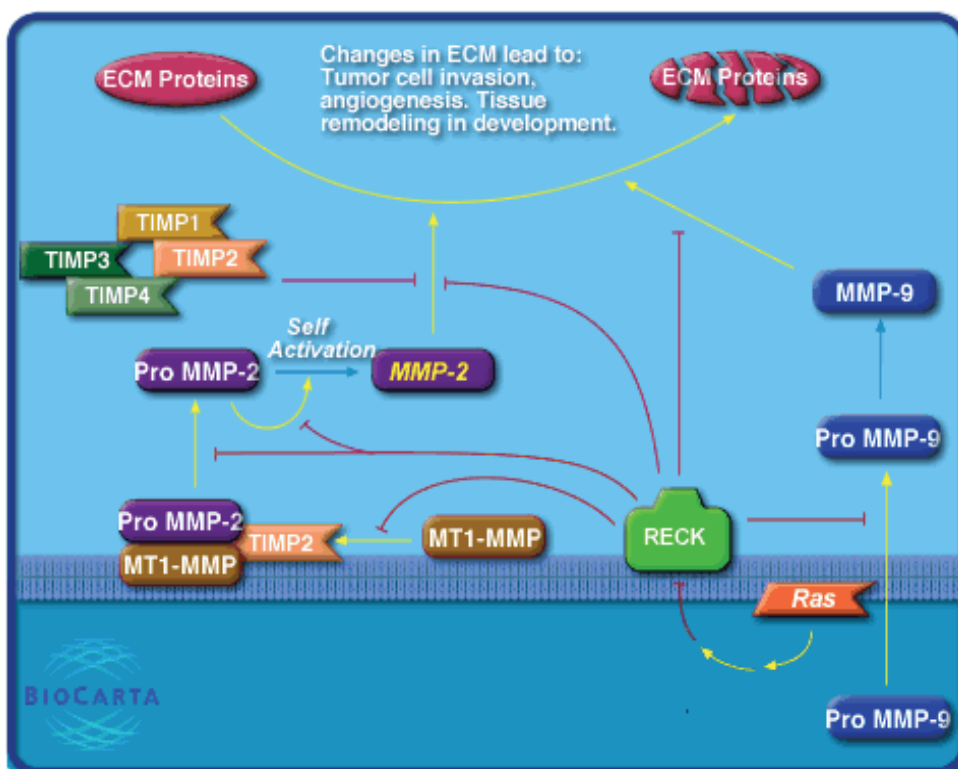 Changes in ECM lead to:
Tumor cell invasion,
angiogenesis. Tissue
remodeling in development.
ECM Proteins
ECM Proteins
TIMP1
TIMP3
TIMP2
TIMP4
MMP-9
Self
Activation
Pro MMP-2
MMP-2
Pro MMP-9
Pro MMP-2
TIMP2
MT1-MMP
MT1-MMP
RECK
Ras
BIOCARTA
Pro MMP-9